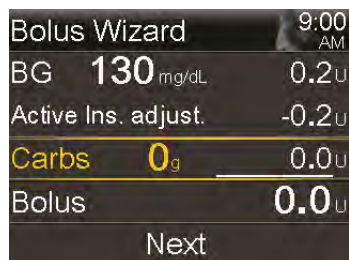 Bolus Wizard 9:00 AM
BG 130 mg/dL 0.2U
Active Ins. adjust. -0.2U
Carbs 0g 0.0U
Bolus 0.0U
Next